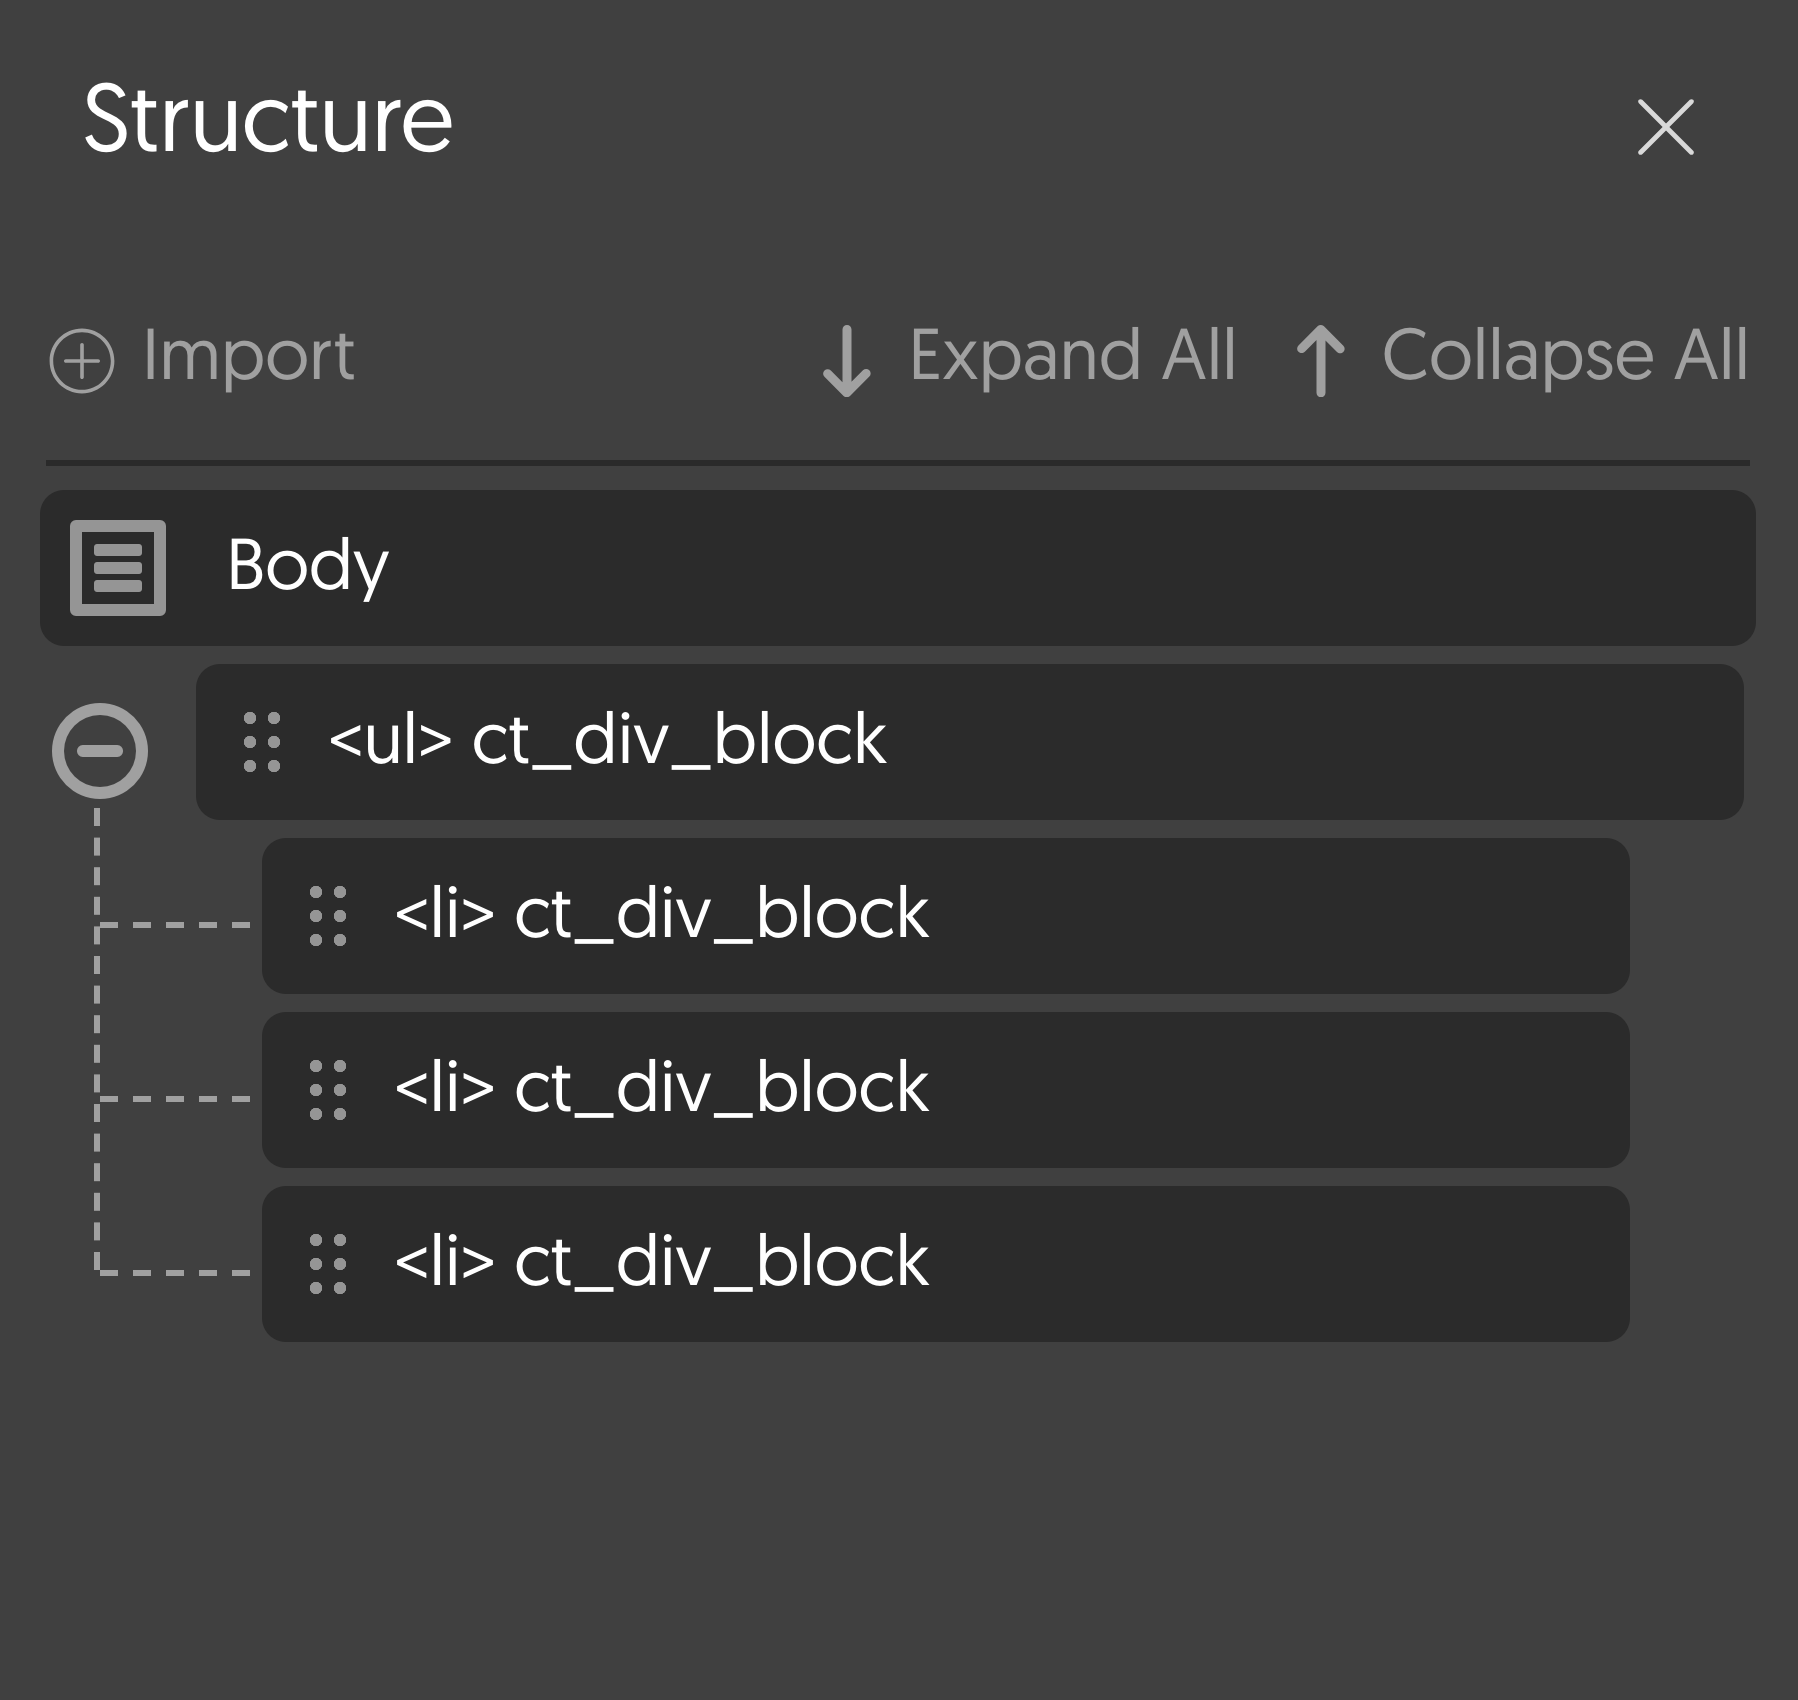 Structure
Import Expand All Collapse All
Body
<ul> ct_div_block
<li> ct_div_block
<li> ct_div_block
<li> ct_div_block